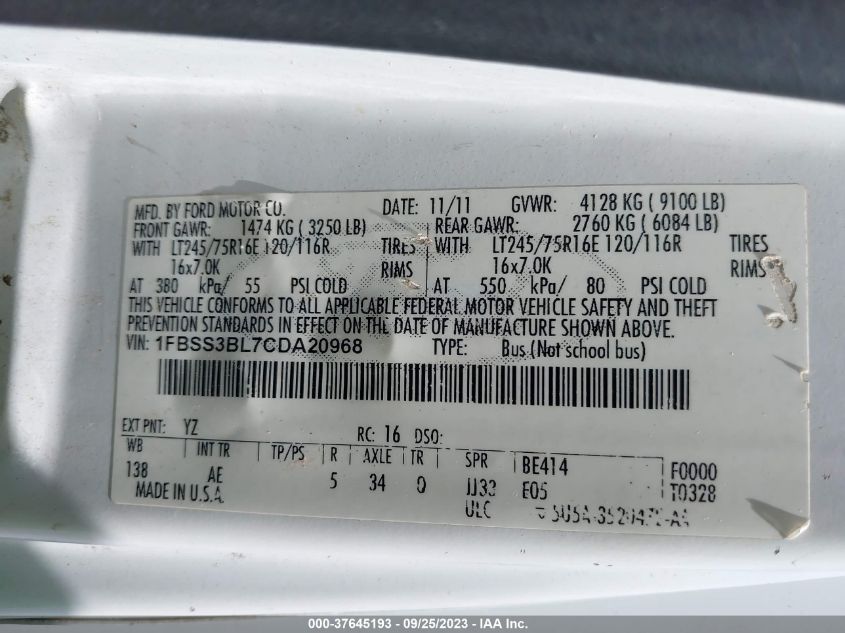 MFD. BY FORD MOTOR CO. DATE: 11/11 GVWR: 4128 KG ( 9100 LB)
FRONT GAWR: 1474 KG ( 3250 LB) REAR GAWR: 2760 KG ( 6084 LB)
WITH LT245/75R16E 120/116R TIRES WITH LT245/75R16E 120/116R TIRES
16x7.0K RIMS 16x7.0K RIMS
AT 380 kPa/ 55 PSI COLD AT 550 kPa/ 80 PSI COLD
THIS VEHICLE CONFORMS TO ALL APPLICABLE FEDERAL MOTOR VEHICLE SAFETY AND THEFT
PREVENTION STANDARDS IN EFFECT ON THE DATE OF MANUFACTURE SHOWN ABOVE.
VIN: 1FBSS3BL7CDA20968 TYPE: Bus (Not school bus)
EXT PNT: YZ RC: 16 DSO:
WB INT TR TP/PS R AXLE TR SPR BE414 F0000
138 AE 5 34 Q JJ33 E05 T0328
MADE IN U.S.A. ULC
000-37645193 - 09/25/2023 - IAA Inc.